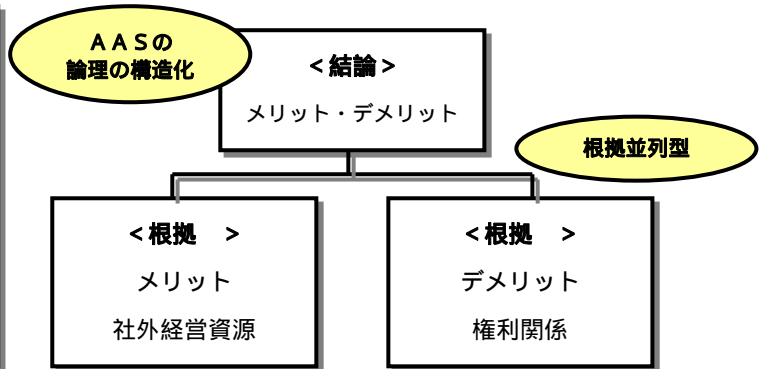 ＡＡＳの
論理の構造化
＜結論＞
メリット・デメリット
根拠並列型
＜根拠　＞
メリット
社外経営資源
＜根拠　＞
デメリット
権利関係